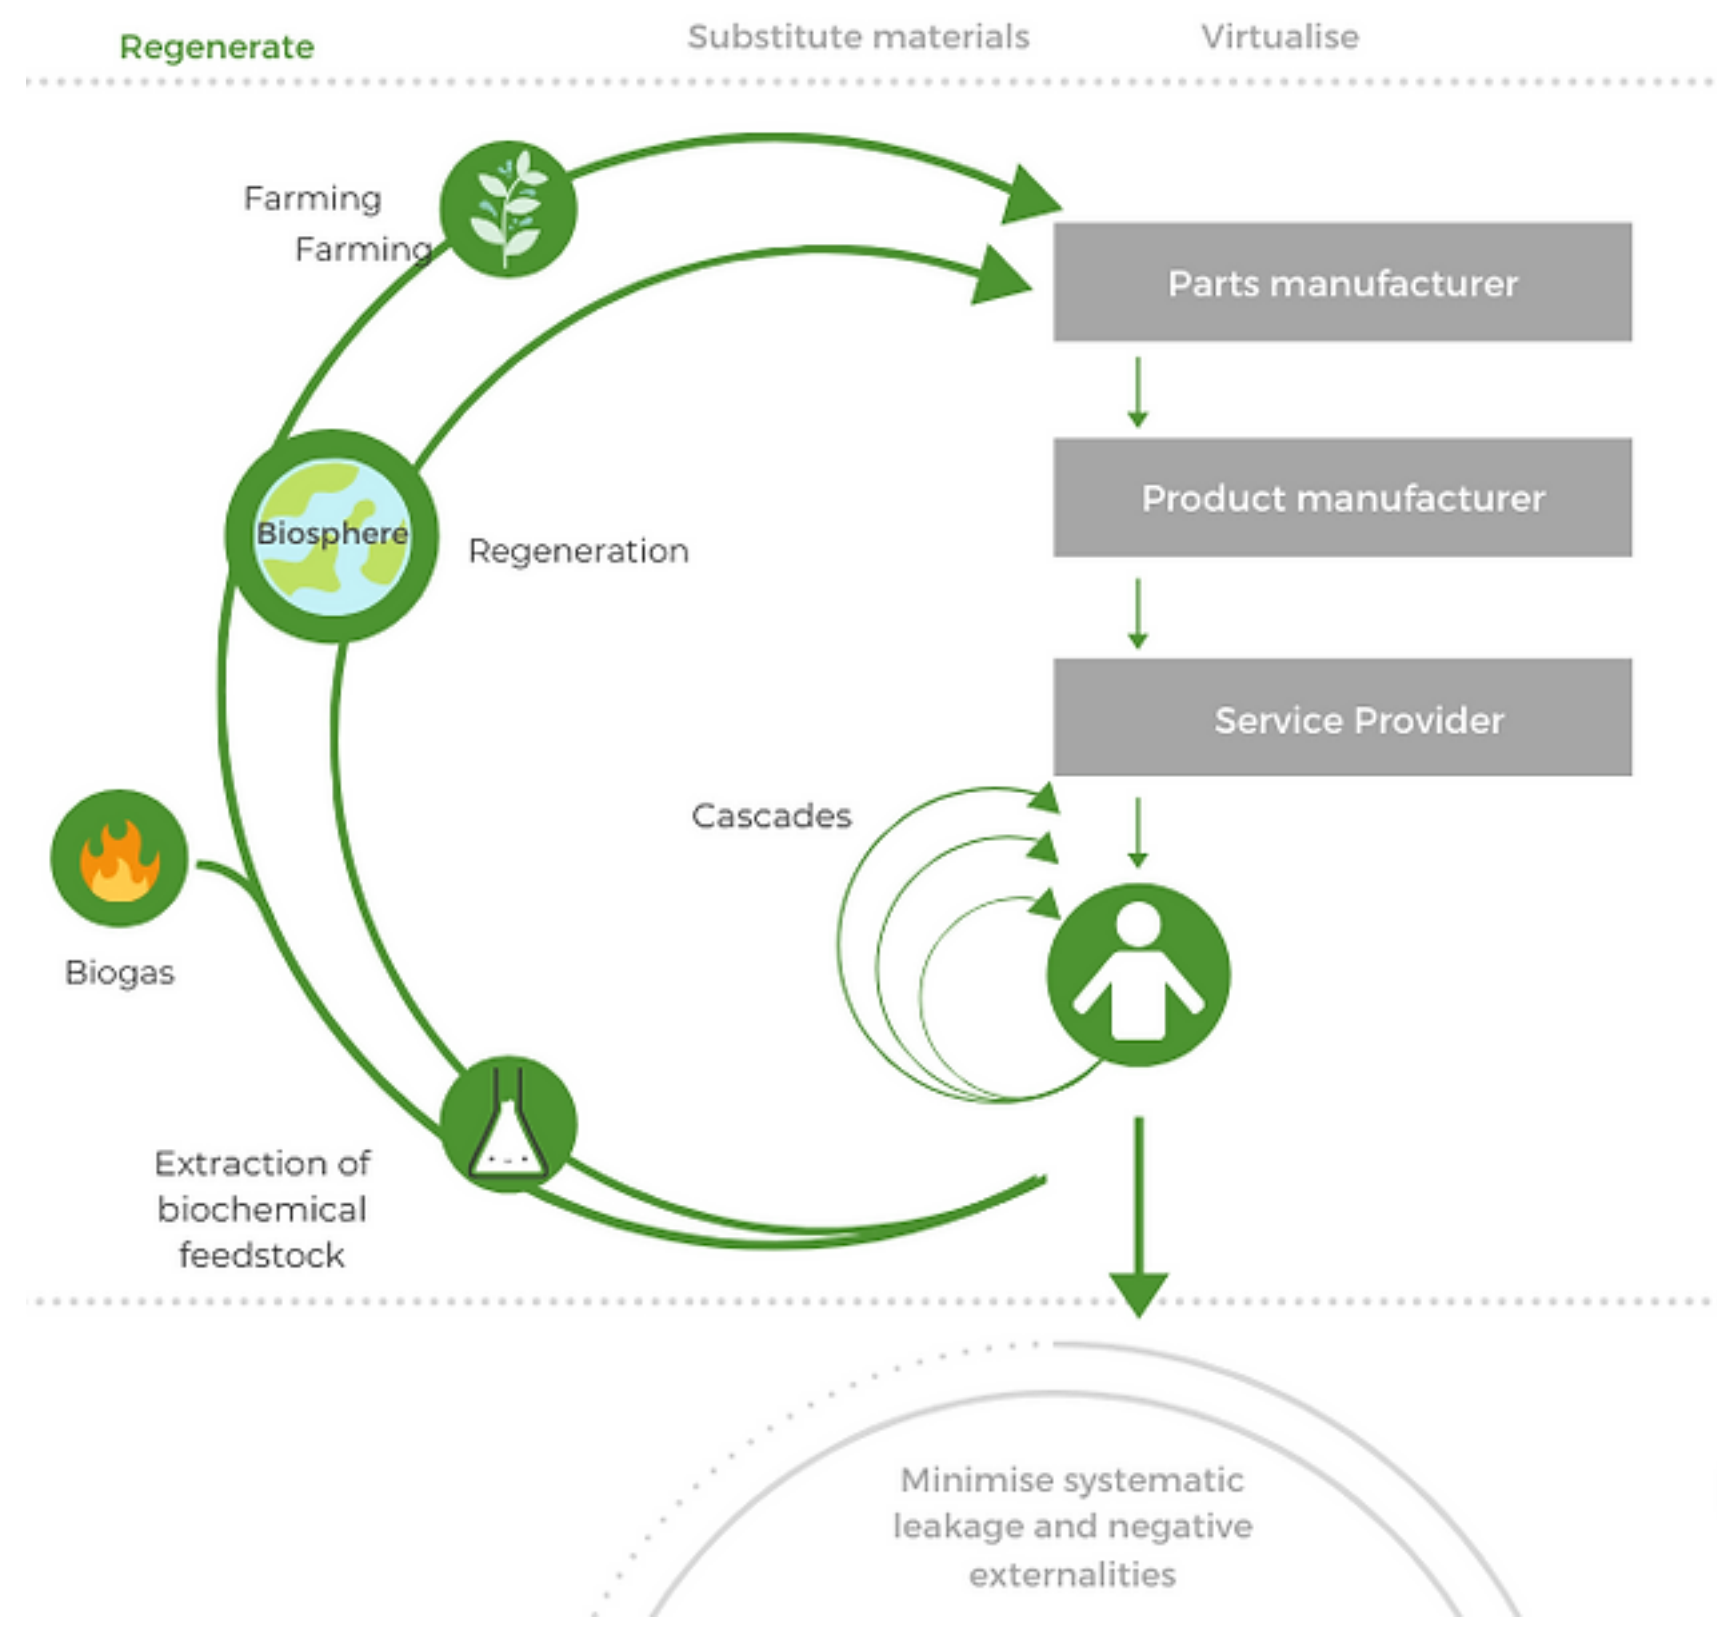 Regenerate
Substitute materials
Virtualise
Farming
Farming
Parts manufacturer
Product manufacturer
Biosphere
Regeneration
Service Provider
Cascades
Biogas
Extraction of
biochemical
feedstock
Minimise systematic
leakage and negative
externalities